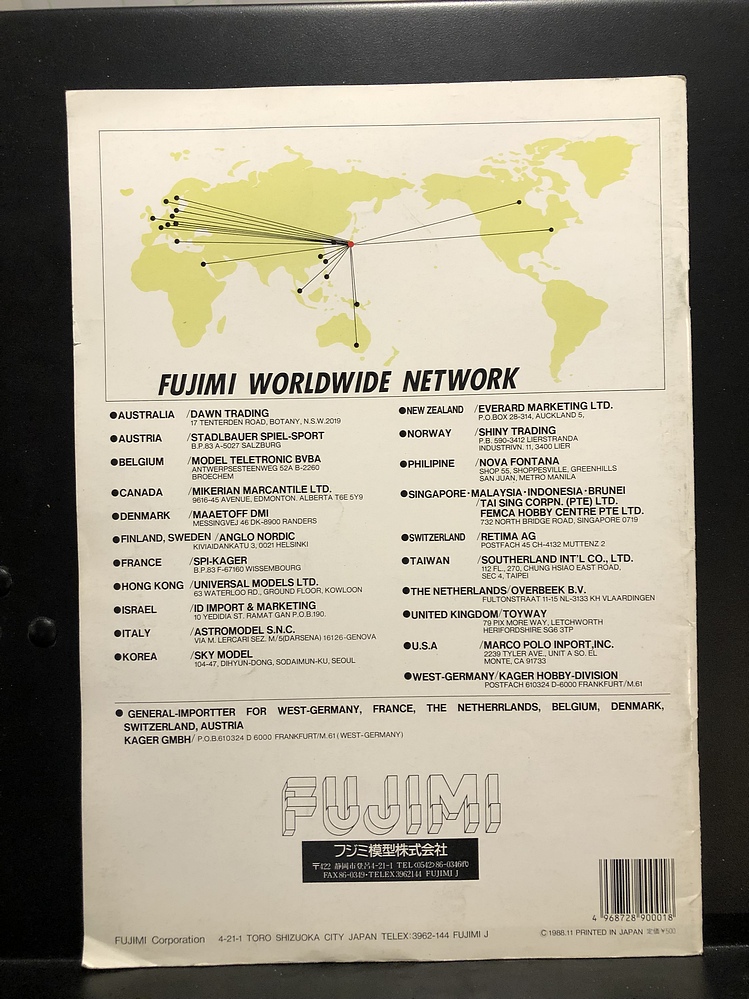 FUJIMI WORLDWIDE NETWORK
●AUSTRALIA /DAWN TRADING
17 TENTERDEN ROAD, BOTANY, N.S.W.2019
●AUSTRIA /STADLBAUER SPIEL-SPORT
B.P.83 A-5027 SALZBURG
●BELGIUM /MODEL TELETRONIC BVBA
ANTWERPSESTEENWEG 52A B-2260
BROECHEM
●CANADA /MIKERIAN MARCANTILE LTD.
9616-45 AVENUE, EDMONTON. ALBERTA T6E 5Y9
●DENMARK /MAAETOFF DMI
MESSINGVEJ 46 DK-8900 RANDERS
●FINLAND, SWEDEN /ANGLO NORDIC
KIVIAIDANKATU 3, 0021 HELSINKI
●FRANCE /SPI-KAGER
B.P.83 F-67160 WISSEMBOURG
●HONG KONG /UNIVERSAL MODELS LTD.
63 WATERLOO RD., GROUND FLOOR, KOWLOON
●ISRAEL /ID IMPORT & MARKETING
10 YEDIDIA ST. RAMAT GAN P.O.B.190.
●ITALY /ASTROMODEL S.N.C.
VIA M. LERCARI SEZ. M/5(DARSENA) 16126-GENOVA
●KOREA /SKY MODEL
104-47, DIHYUN-DONG, SODAIMUN-KU, SEOUL
●NEW ZEALAND /EVERARD MARKETING LTD.
P.O.BOX 28-314, AUCKLAND 5,
●NORWAY /SHINY TRADING
P.B. 590-3412 LIERSTRANDA
INDUSTRIVN. 11, 3400 LIER
●PHILIPINE /NOVA FONTANA
SHOP 55, SHOPPESVILLE, GREENHILLS
SAN JUAN, METRO MANILA
●SINGAPORE・MALAYSIA・INDONESIA・BRUNEI
/TAI SING CORPN. (PTE) LTD.
FEMCA HOBBY CENTRE PTE LTD.
732 NORTH BRIDGE ROAD, SINGAPORE 0719
●SWITZERLAND /RETIMA AG
POSTFACH 45 CH-4132 MUTTENZ 2
●TAIWAN /SOUTHERLAND INT'L CO., LTD.
112 FL., 270, CHUNG HSIAO EAST ROAD,
SEC 4, TAIPEI
●THE NETHERLANDS/OVERBEEK B.V.
FULTONSTRAAT 11-15 NL-3133 KH VLAARDINGEN
●UNITED KINGDOM/TOYWAY
79 PIX MORE WAY, LETCHWORTH
HERIFORDSHIRE SG6 3TP
●U.S.A /MARCO POLO INPORT,INC.
2239 TYLER AVE., UNIT A SO. EL
MONTE, CA 91733
●WEST-GERMANY/KAGER HOBBY-DIVISION
POSTFACH 610324 D-6000 FRANKFURT/M.61
● GENERAL-IMPORTTER FOR WEST-GERMANY, FRANCE, THE NETHERRLANDS, BELGIUM, DENMARK,
SWITZERLAND, AUSTRIA
KAGER GMBH/ P.O.B.610324 D 6000 FRANKFURT/M.61 (WEST-GERMANY)
FUJIMI
フジミ模型株式会社
〒422 静岡市登呂4-21-1 TEL〈0542〉86-0346代
FAX86-0349・TELEX3962144 FUJIMI J
4 968728 900018
FUJIMI Corporation 4-21-1 TORO SHIZUOKA CITY JAPAN TELEX:3962-144 FUJIMI J
©1988.11 PRINTED IN JAPAN 定価¥500